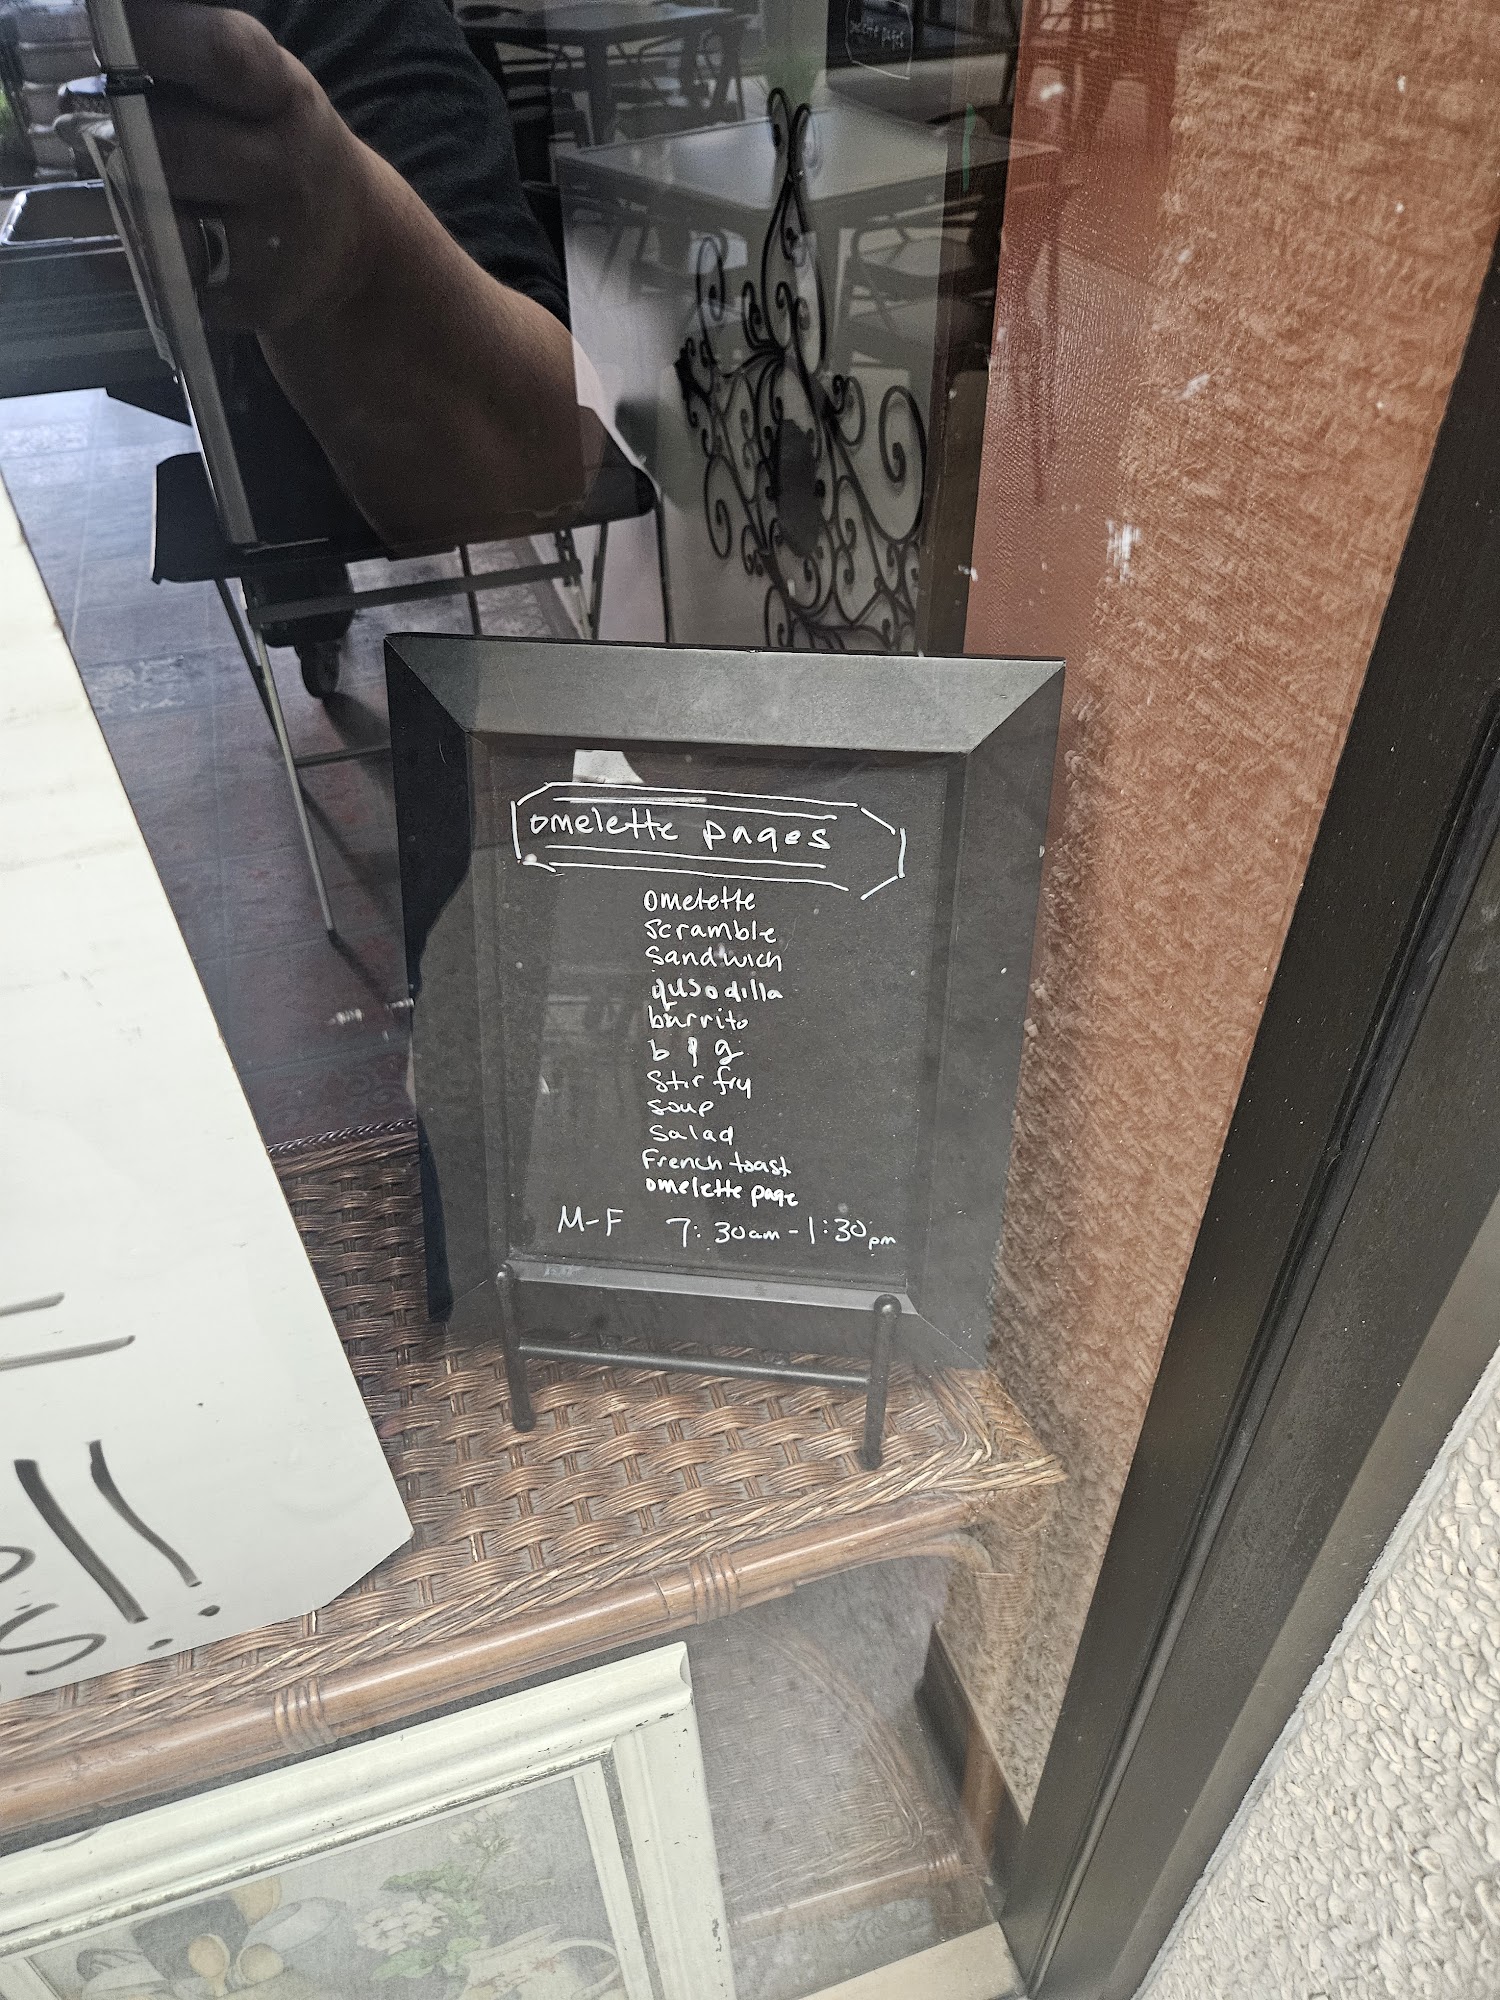 omelette pages
omelette
scramble
sandwich
qusodilla
burrito
b & g
stir fry
soup
salad
french toast
omelette page
M-F 7:30am-1:30pm